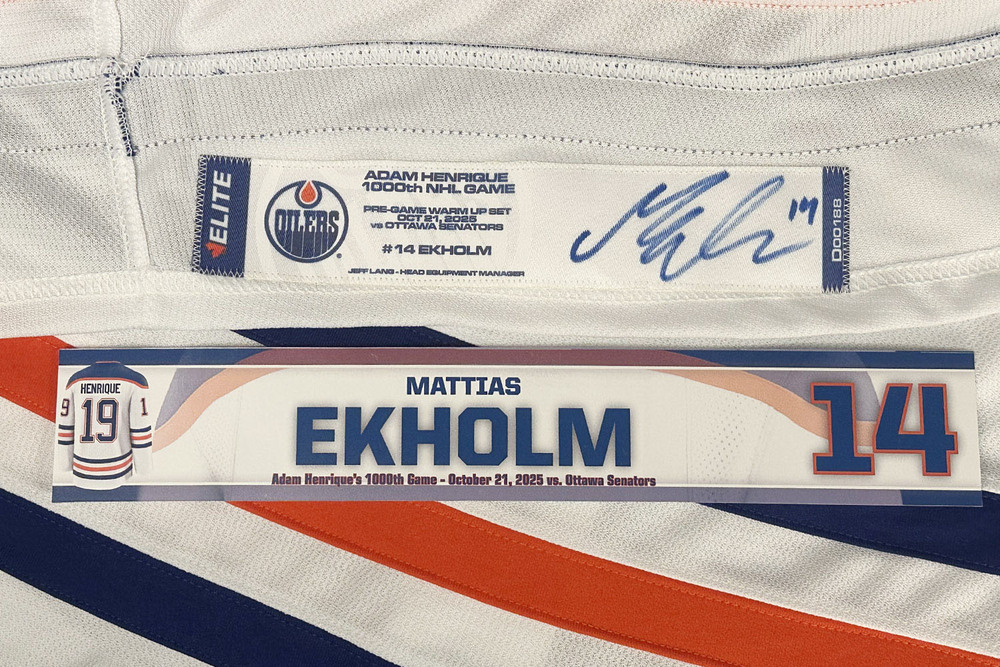 ELITE
OILERS
ADAM HENRIQUE
1000th NHL GAME
PRE-GAME WARM UP SET
OCT 21, 2025
vs OTTAWA SENATORS
#14 EKHOLM
JEFF LANG - HEAD EQUIPMENT MANAGER
14
D00188
HENRIQUE
9 19 1
MATTIAS
EKHOLM
14
Adam Henrique's 1000th Game - October 21, 2025 vs. Ottawa Senators